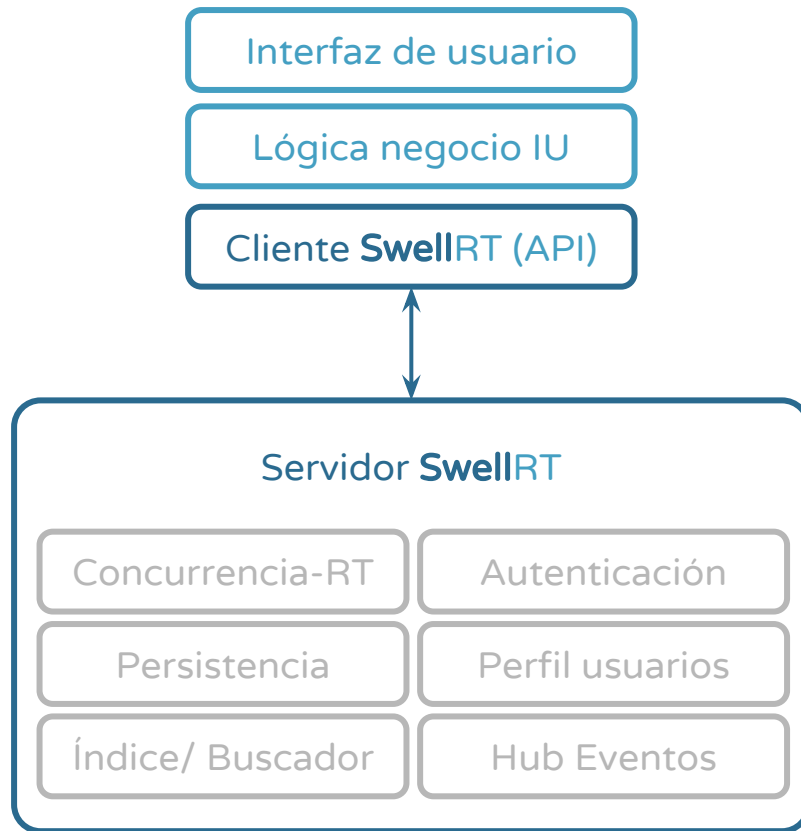 Interfaz de usuario
Lógica negocio IU
Cliente SwellRT (API)
Servidor SwellRT
Concurrencia-RT
Autenticación
Persistencia
Perfil usuarios
Índice/ Buscador
Hub Eventos